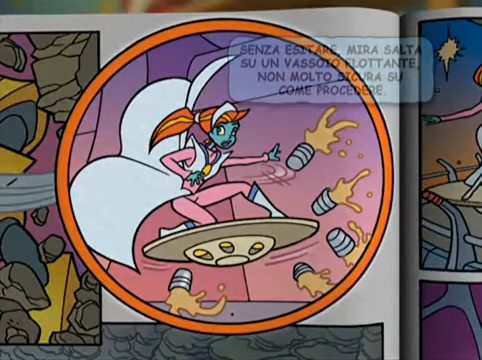 SENZA ESITARE, MIRA SALTA
SU UN VASSOIO FLOTTANTE,
NON MOLTO SICURA SU
COME PROCEDERE.